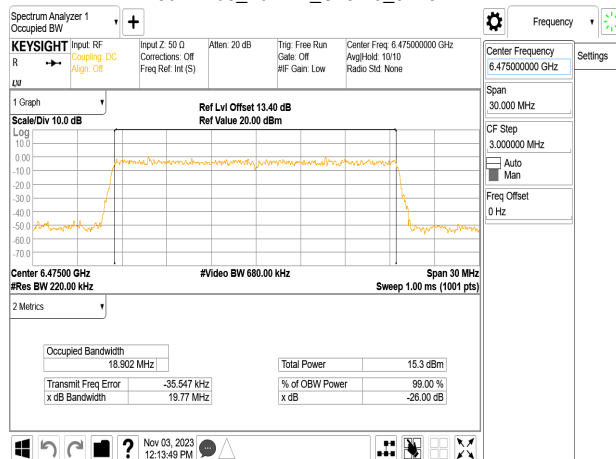 Spectrum Analyzer 1
Occupied BW
+
Frequency
KEYSIGHT
R
LXI
Input: RF
Coupling: DC
Align: Off
Input Z: 50 Ω
Corrections: Off
Freq Ref: Int (S)
Atten: 20 dB
Trig: Free Run
Gate: Off
#IF Gain: Low
Center Freq: 6.475000000 GHz
Avg|Hold: 10/10
Radio Std: None
Center Frequency
6.475000000 GHz
Settings
Span
30.000 MHz
CF Step
3.000000 MHz
Auto
Man
Freq Offset
0 Hz
1 Graph
Scale/Div 10.0 dB
Ref Lvl Offset 13.40 dB
Ref Value 20.00 dBm
Log
10.0
0.00
-10.0
-20.0
-30.0
-40.0
-50.0
-60.0
-70.0
Center 6.47500 GHz
#Video BW 680.00 kHz
Span 30 MHz
#Res BW 220.00 kHz
Sweep 1.00 ms (1001 pts)
2 Metrics
Occupied Bandwidth
18.902 MHz
Total Power 15.3 dBm
Transmit Freq Error -35.547 kHz
% of OBW Power 99.00 %
x dB Bandwidth 19.77 MHz
x dB -26.00 dB
?
Nov 03, 2023
12:13:49 PM